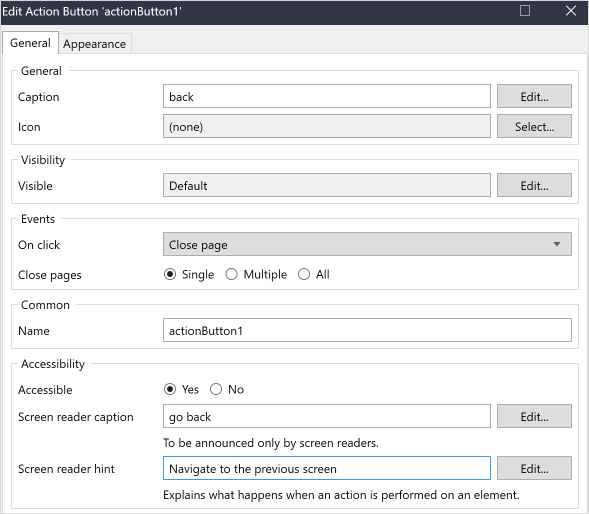 Edit Action Button 'actionButton1'
General Appearance
General
Caption back Edit...
Icon (none) Select...
Visibility
Visible Default Edit...
Events
On click Close page
Close pages Single Multiple All
Common
Name actionButton1
Accessibility
Accessible Yes No
Screen reader caption go back Edit...
To be announced only by screen readers.
Screen reader hint Navigate to the previous screen Edit...
Explains what happens when an action is performed on an element.